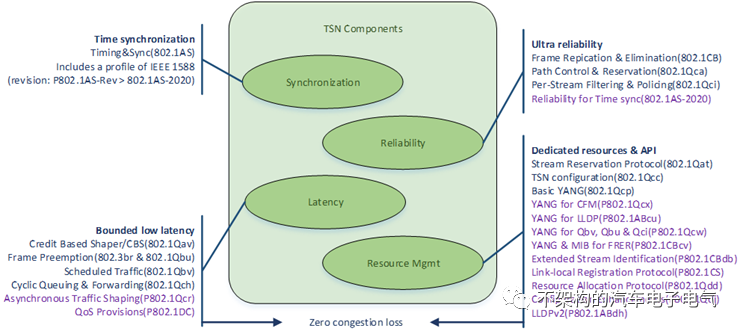 TSN Components
Time synchronization
Timing&Sync(802.1AS)
Includes a profile of IEEE 1588
(revision: P802.1AS-Rev > 802.1AS-2020)
Synchronization
Ultra reliability
Frame Repication & Elimination(802.1CB)
Path Control & Reservation(802.1Qca)
Per-Stream Filtering & Policing(802.1Qci)
Reliability for Time sync(802.1AS-2020)
Reliability
Latency
Bounded low latency
Credit Based Shaper/CBS(802.1Qav)
Frame Preemption(802.3br & 802.1Qbu)
Scheduled Traffic(802.1Qbv)
Cyclic Queuing & Forwarding(802.1Qch)
Asynchronous Traffic Shaping(P802.1Qcr)
QoS Provisions(P802.1DC)
Resource Mgmt
Dedicated resources & API
Stream Reservation Protocol(802.1Qat)
TSN configuration(802.1Qcc)
Basic YANG(802.1Qcp)
YANG for CFM(P802.1Qcx)
YANG for LLDP(P802.1ABcu)
YANG for Qbv, Qbu & Qci(P802.1Qcw)
YANG & MIB for FRER(P802.1CBcv)
Extended Stream Identification(P802.1CBdb)
Link-local Registration Protocol(P802.1CS)
Resource Allocation Protocol(P802.1Qdd)
LLDPv2(P802.1ABdh)
Zero congestion loss
不架构的汽车电子电气